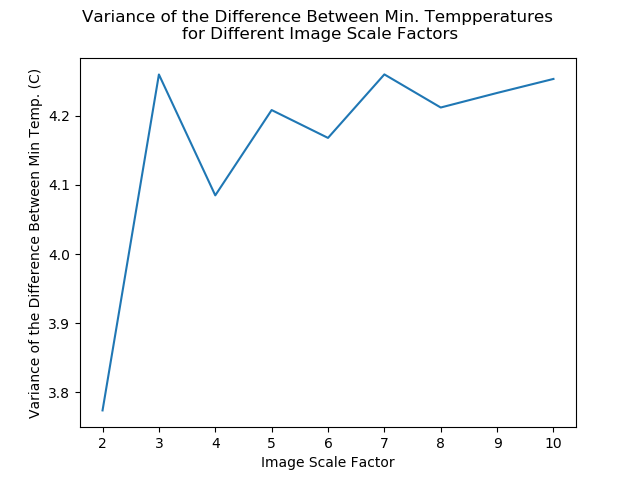 Variance of the Difference Between Min. Tempperatures
for Different Image Scale Factors
Variance of the Difference Between Min Temp. (C)
4.2
4.1
4.0
3.9
3.8
2 3 4 5 6 7 8 9 10
Image Scale Factor